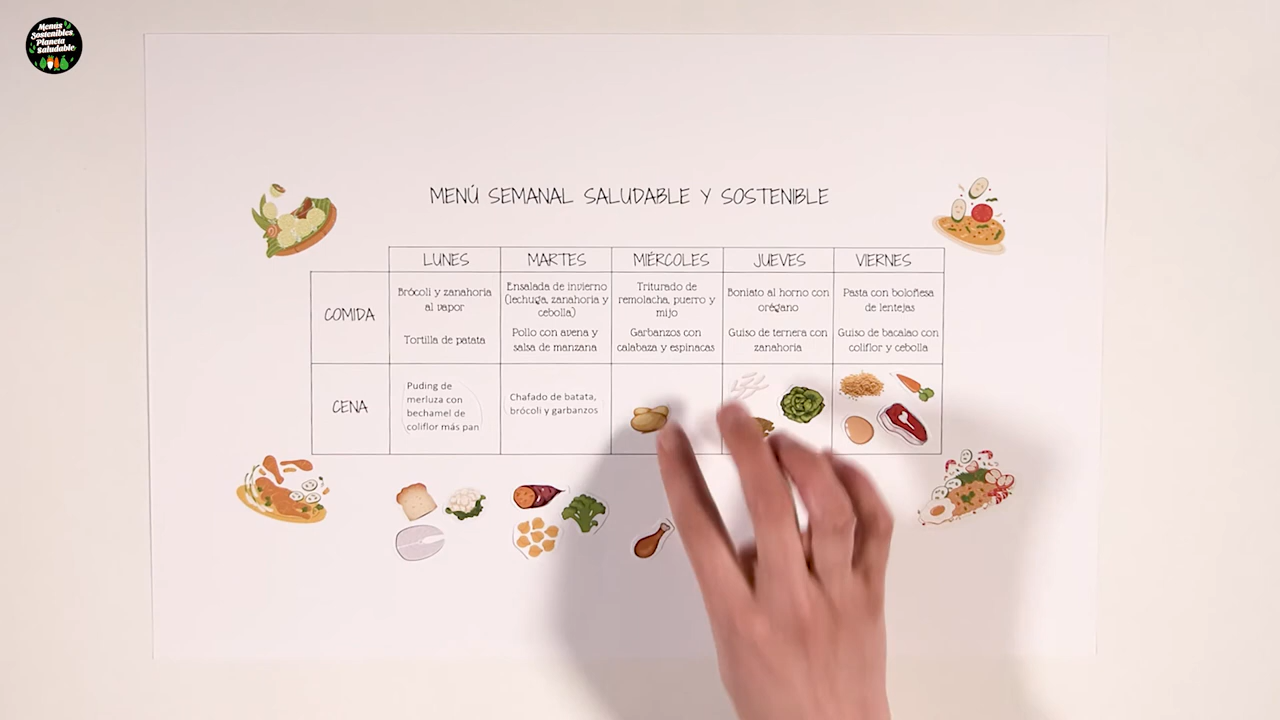 Menús
Sostenibles,
Planeta
Saludable
MENÚ SEMANAL SALUDABLE Y SOSTENIBLE
LUNES MARTES MIÉRCOLES JUEVES VIERNES
COMIDA
Brócoli y zanahoria
al vapor
Tortilla de patata
Ensalada de invierno
(lechuga, zanahoria y
cebolla)
Pollo con avena y
salsa de manzana
Triturado de
remolacha, puerro y
mijo
Garbanzos con
calabaza y espinacas
Boniato al horno con
orégano
Guiso de ternera con
zanahoria
Pasta con boloñesa
de lentejas
Guiso de bacalao con
coliflor y cebolla
CENA
Puding de
merluza con
bechamel de
coliflor más pan
Chafado de batata,
brócoli y garbanzos